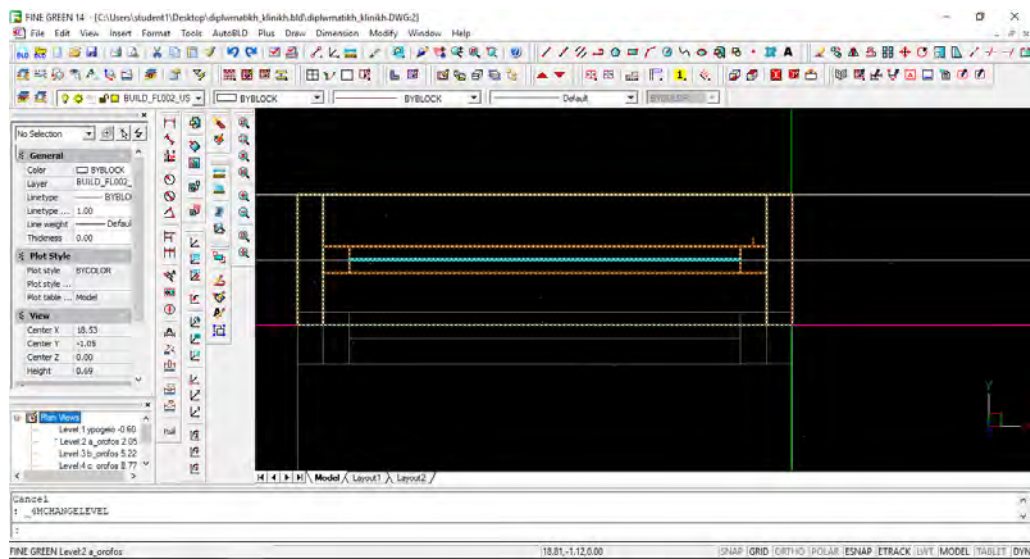 FINE GREEN 14 - [C:\Users\student1\Desktop\diplwmatikh_klinikh.bld\diplwmatikh_klinikh.DWG:2]
File Edit View Insert Format Tools AutoBLD Plus Draw Dimension Modify Window Help
BUILD_FL002_US BYBLOCK BYBLOCK Default BYCOLOR
No Selection
General
Color BYBLOCK
Layer BUILD_FL002_
Linetype BYBLO
Linetype ... 1.00
Line weight Defaul
Thickness 0.00
Plot Style
Plot style BYCOLOR
Plot style ...
Plot table ... Model
View
Center X 18.53
Center Y -1.05
Center Z 0.00
Height 0.69
Plan Views
Level:1 ypogeio -0.60
Level:2 a_orofos 2.05
Level:3 b_orofos 5.22
Level:4 c_orofos 8.77
Y
Model Layout1 Layout2
Cancel
: _4MCHANGELEVEL
:
FINE GREEN Level:2 a_orofos 18.81,-1.12,0.00 SNAP GRID ORTHO POLAR ESNAP ETRACK LWT MODEL TABLET DYN